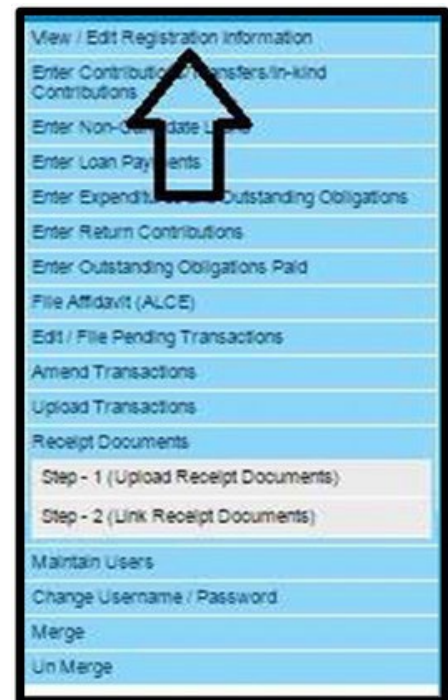 View / Edit Registration Information
Enter Contributions/Transfers/In-kind
Contributions
Enter Non-Candidate
Enter Loan Payments
Enter Expenditures and Outstanding Obligations
Enter Return Contributions
Enter Outstanding Obligations Paid
File Affidavit (ALCE)
Edit / File Pending Transactions
Amend Transactions
Upload Transactions
Receipt Documents
Step - 1 (Upload Receipt Documents)
Step - 2 (Link Receipt Documents)
Maintain Users
Change Username / Password
Merge
Un Merge